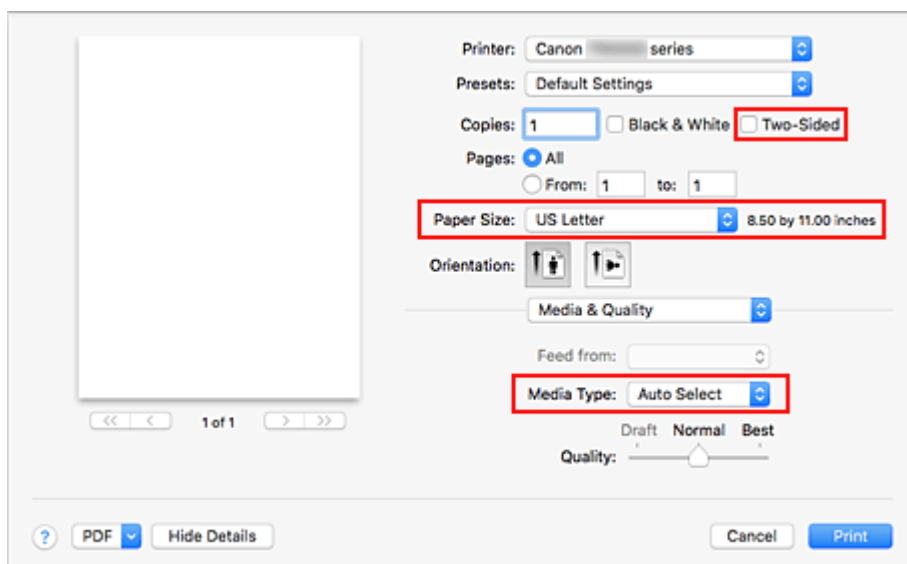 Printer: Canon series
Presets: Default Settings
Copies: 1 Black & White Two-Sided
Pages: All
From: 1 to: 1
Paper Size: US Letter 8.50 by 11.00 inches
Orientation:
Media & Quality
Feed from:
Media Type: Auto Select
<< < 1 of 1 > >>
Draft Normal Best
Quality:
? PDF Hide Details Cancel Print